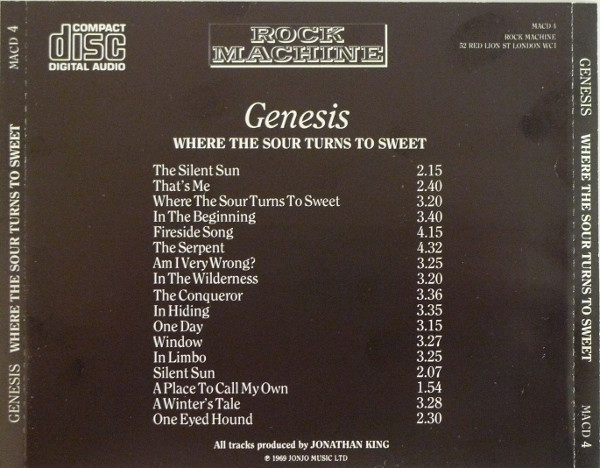 GENESIS WHERE THE SOUR TURNS TO SWEET MACD 4
COMPACT
disc
DIGITAL AUDIO
ROCK
MACHINE
MACD 4
ROCK MACHINE
52 RED LION ST LONDON WC1
Genesis
WHERE THE SOUR TURNS TO SWEET
The Silent Sun 2.15
That's Me 2.40
Where The Sour Turns To Sweet 3.20
In The Beginning 3.40
Fireside Song 4.15
The Serpent 4.32
Am I Very Wrong? 3.25
In The Wilderness 3.20
The Conqueror 3.36
In Hiding 3.35
One Day 3.15
Window 3.27
In Limbo 3.25
Silent Sun 2.07
A Place To Call My Own 1.54
A Winter's Tale 3.28
One Eyed Hound 2.30
All tracks produced by JONATHAN KING
℗ 1969 JONJO MUSIC LTD
GENESIS WHERE THE SOUR TURNS TO SWEET MACD 4